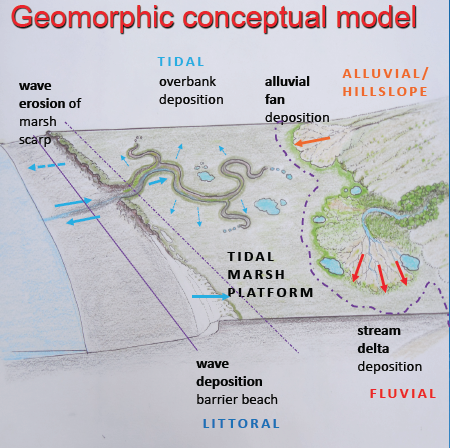 Geomorphic conceptual model
TIDAL
overbank
deposition
wave
erosion of
marsh
scarp
alluvial
fan
deposition
ALLUVIAL/
HILLSLOPE
TIDAL
MARSH
PLATFORM
wave
deposition
barrier beach
LITTORAL
stream
delta
deposition
FLUVIAL